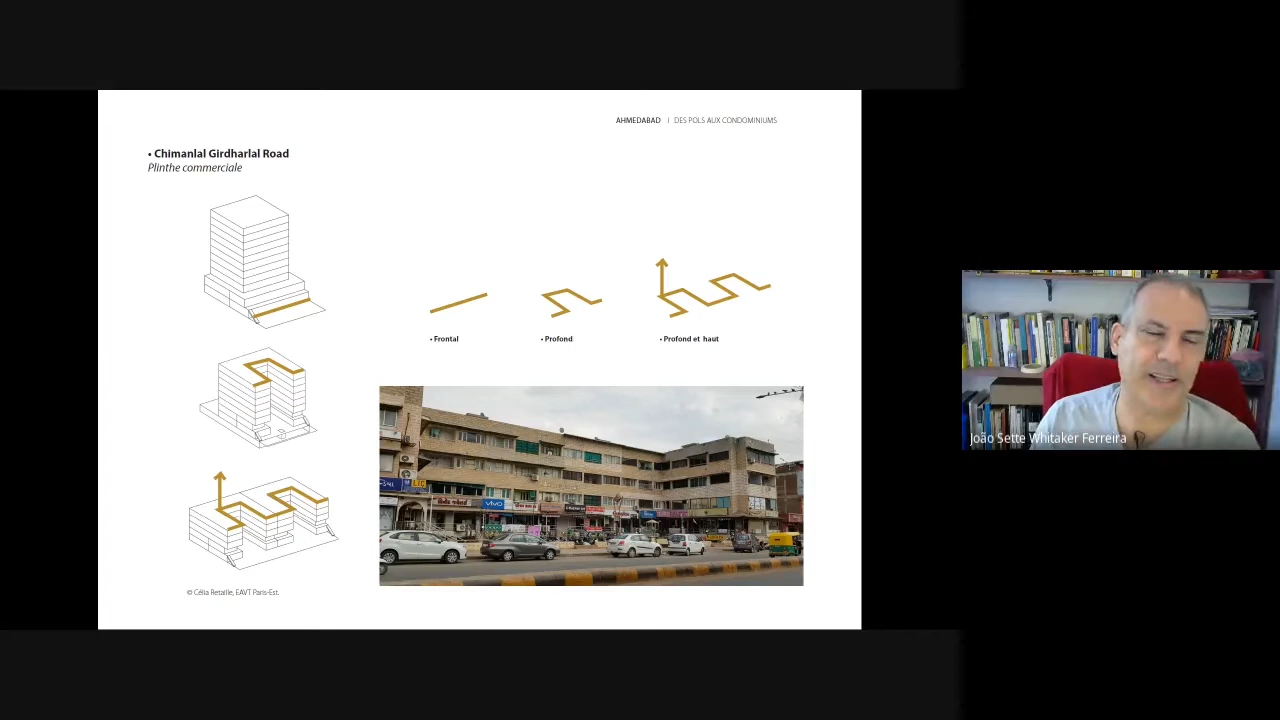 AHMEDABAD | DES POLS AUX CONDOMINIUMS
• Chimanlal Girdharlal Road
Plinthe commerciale
• Frontal
• Profond
• Profond et haut
vivo
© Célia Retaille, EAVT Paris-Est.
João Sette Whitaker Ferreira